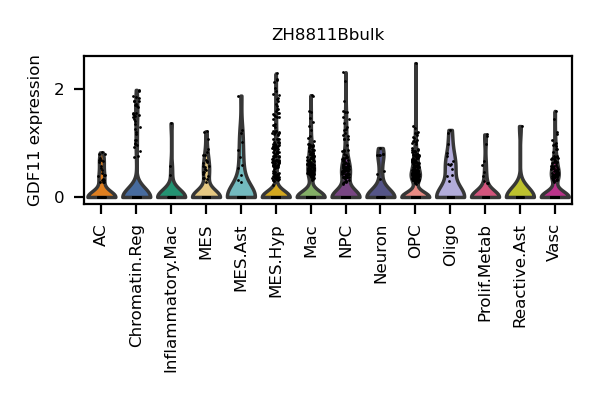 ZH8811Bbulk
GDF11 expression
2
0
AC
Chromatin.Reg
Inflammatory.Mac
MES
MES.Ast
MES.Hyp
Mac
NPC
Neuron
OPC
Oligo
Prolif.Metab
Reactive.Ast
Vasc